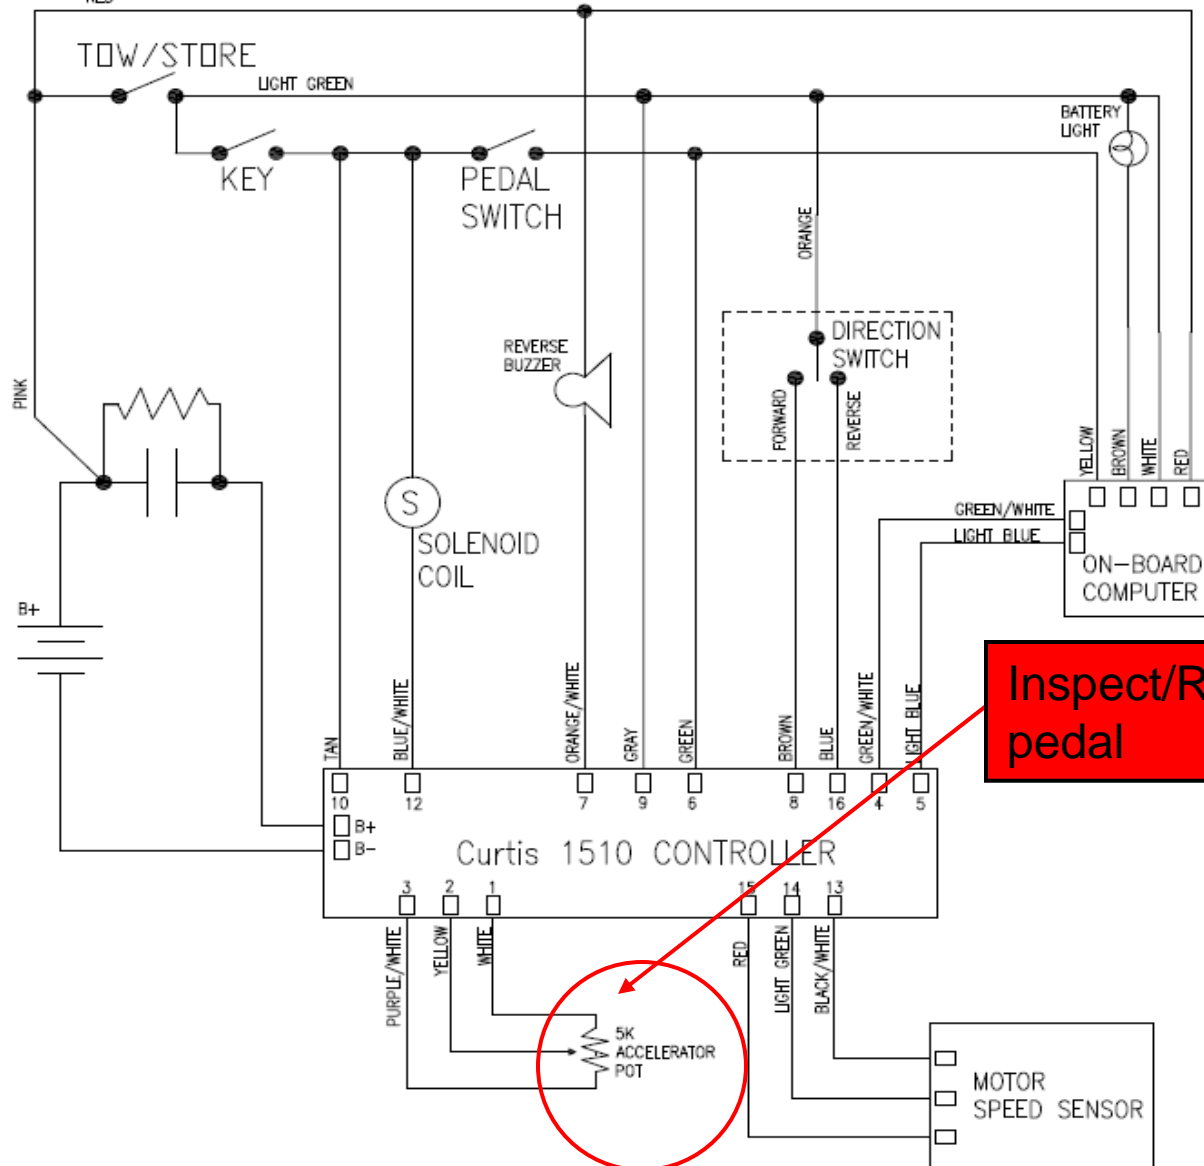 RED
TOW/STORE
LIGHT GREEN
BATTERY
LIGHT
KEY
PEDAL
SWITCH
ORANGE
DIRECTION
SWITCH
REVERSE
BUZZER
PINK
FORWARD
REVERSE
YELLOW
BROWN
WHITE
RED
S
GREEN/WHITE
SOLENOID
COIL
LIGHT BLUE
ON-BOARD
COMPUTER
B+
Inspect/R
pedal
TAN
BLUE/WHITE
ORANGE/WHITE
GRAY
GREEN
BROWN
BLUE
GREEN/WHITE
LIGHT BLUE
10
12
7
9
6
8
16
4
5
B+
B-
Curtis 1510 CONTROLLER
3
2
1
15
14
13
PURPLE/WHITE
YELLOW
WHITE
RED
LIGHT GREEN
BLACK/WHITE
5K
ACCELERATOR
POT
MOTOR
SPEED SENSOR